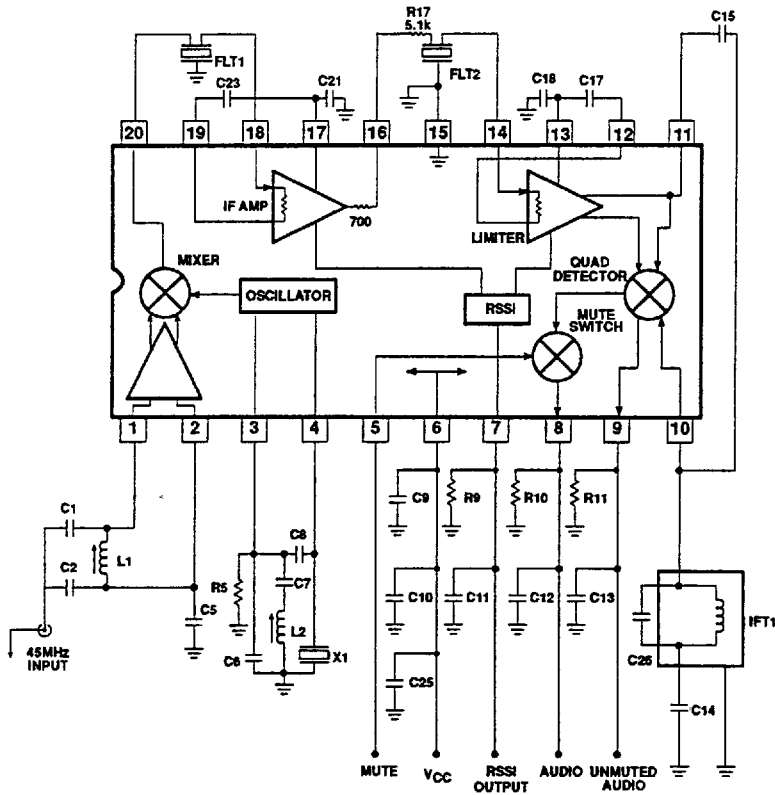 R17
5.1k
C15
FLT1
FLT2
C23
C21
C18
C17
20
19
18
17
16
15
14
13
12
11
IF AMP
700
LIMITER
MIXER
OSCILLATOR
RSSI
QUAD
DETECTOR
MUTE
SWITCH
1
2
3
4
5
6
7
8
9
10
C1
C2
L1
C5
45MHz
INPUT
R5
C6
C8
C7
L2
X1
C9
R9
R10
R11
C10
C11
C12
C13
C25
C26
IFT1
C14
MUTE
VCC
RSSI
OUTPUT
AUDIO
UNMUTED
AUDIO